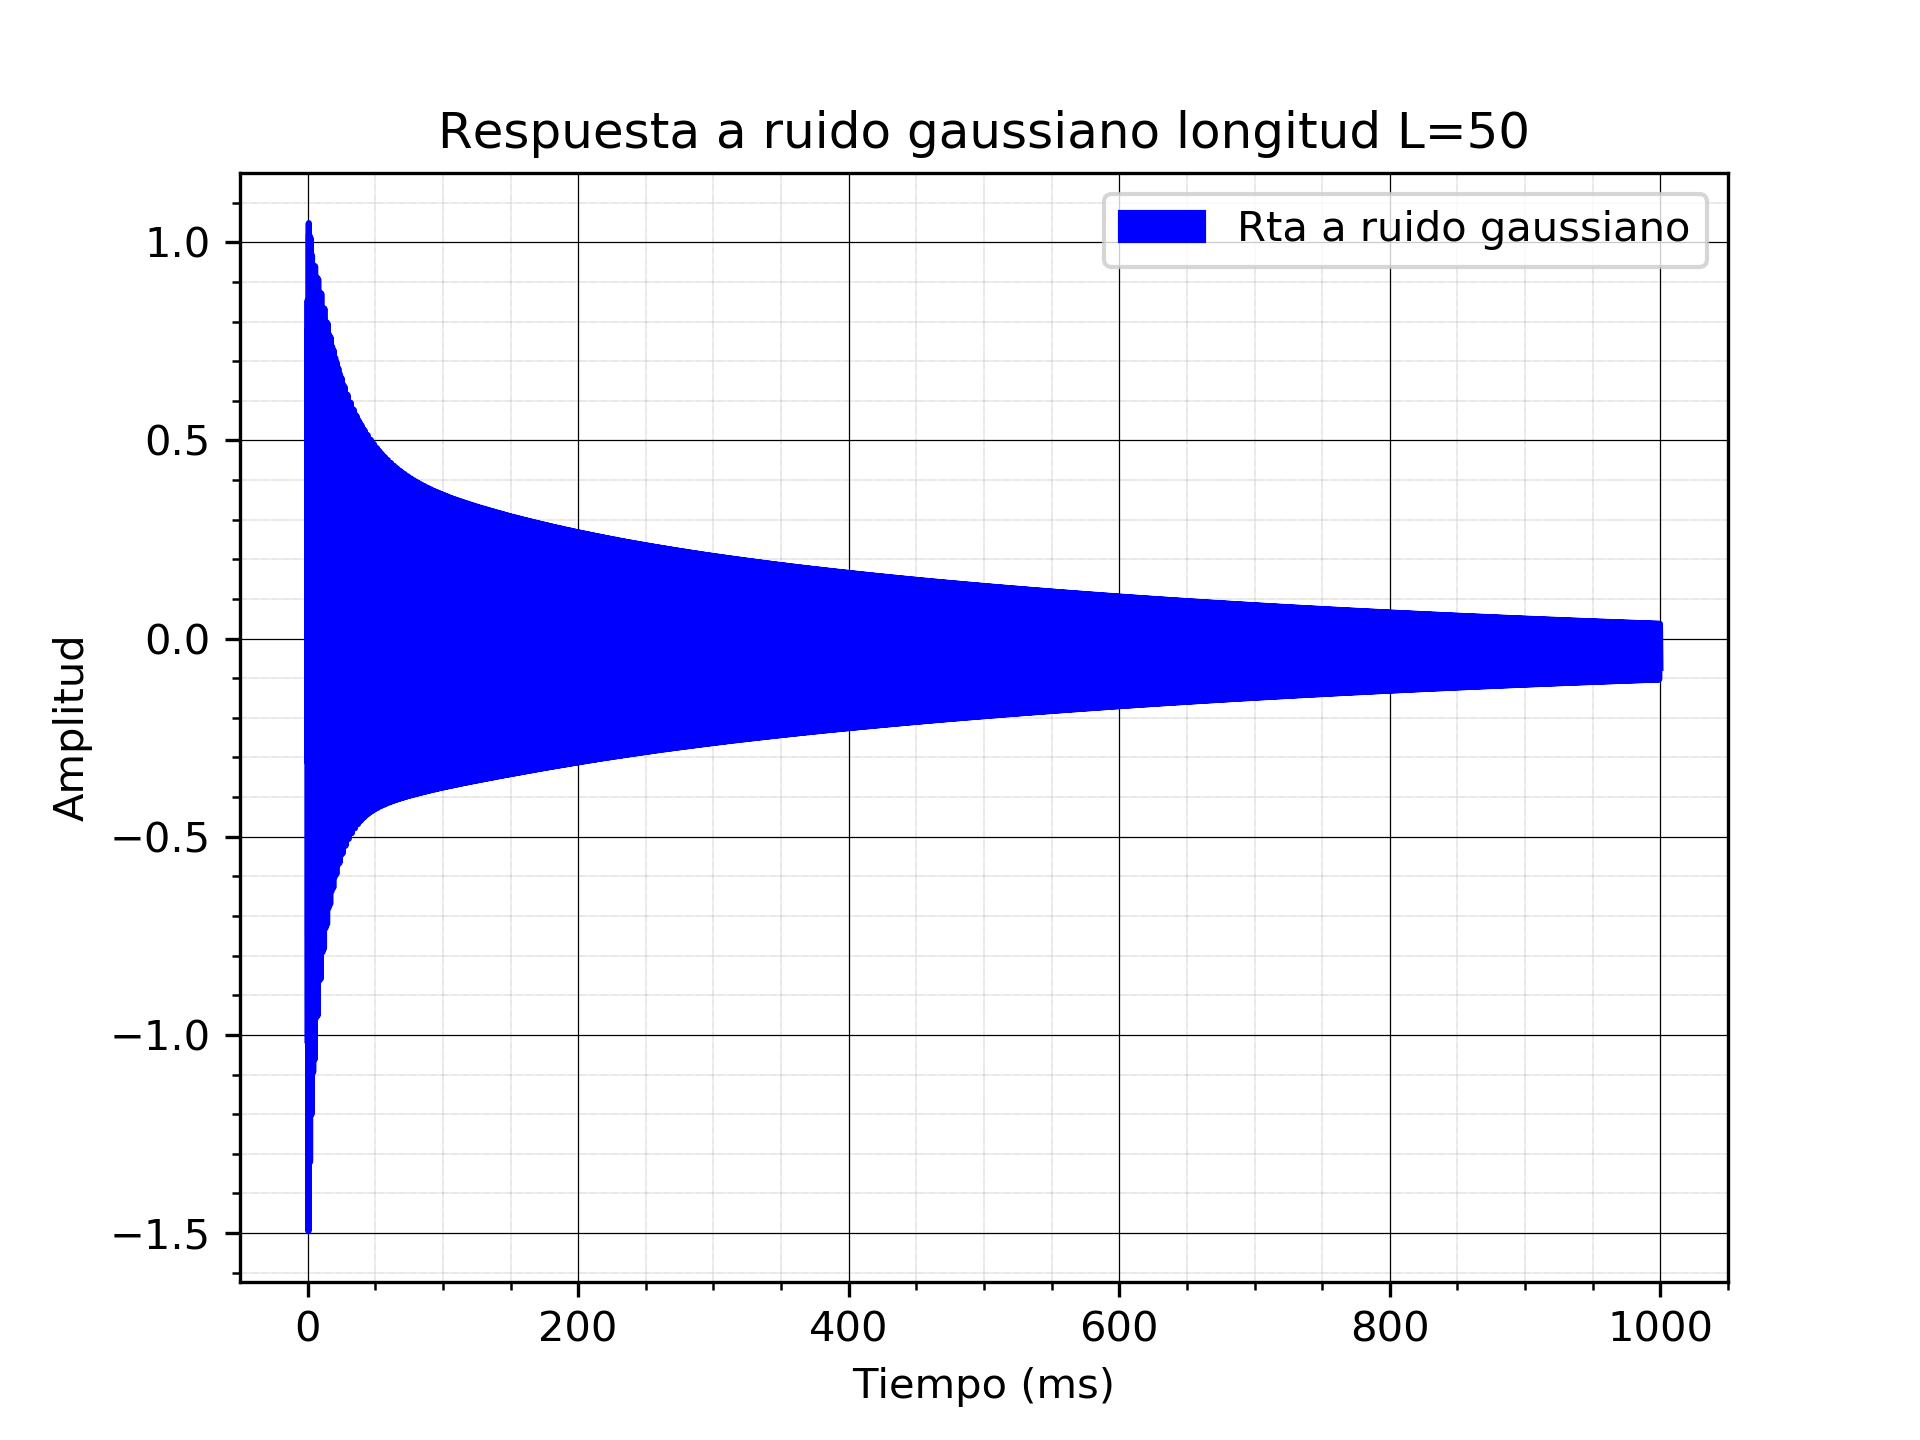 Respuesta a ruido gaussiano longitud L=50
Rta a ruido gaussiano
1.0
0.5
0.0
−0.5
−1.0
−1.5
Amplitud
0 200 400 600 800 1000
Tiempo (ms)